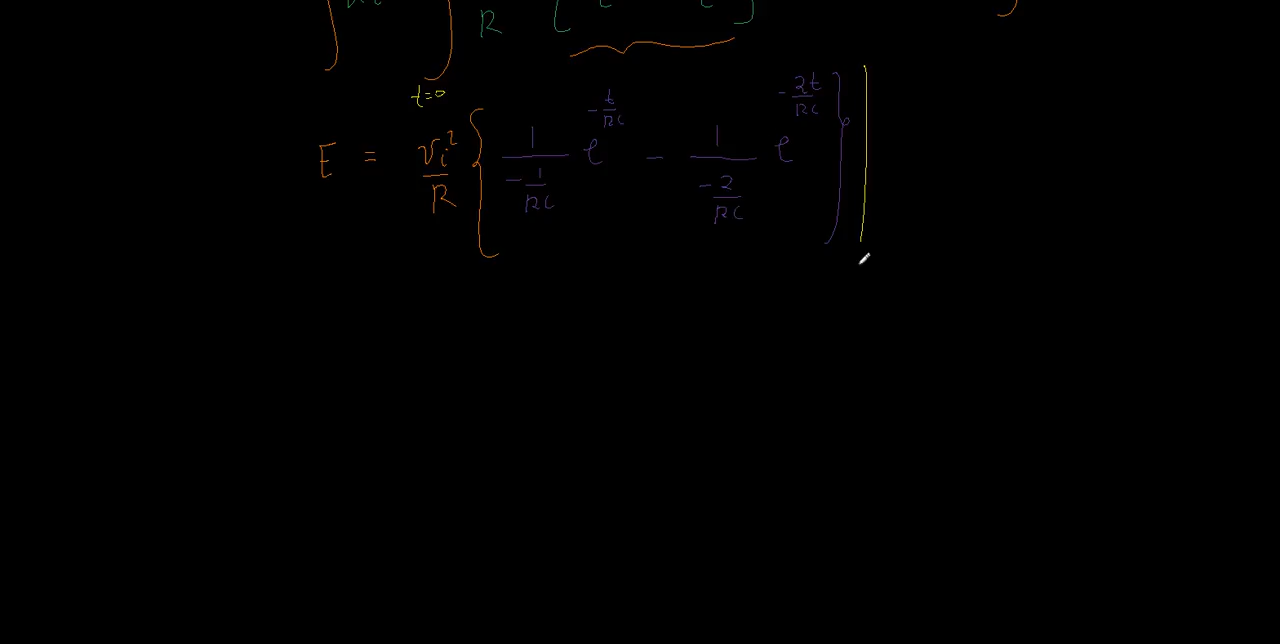 R
t=0
E = Vi²/R { 1/(-1/RC) e^(-t/RC) - 1/(-2/RC) e^(-2t/RC) }